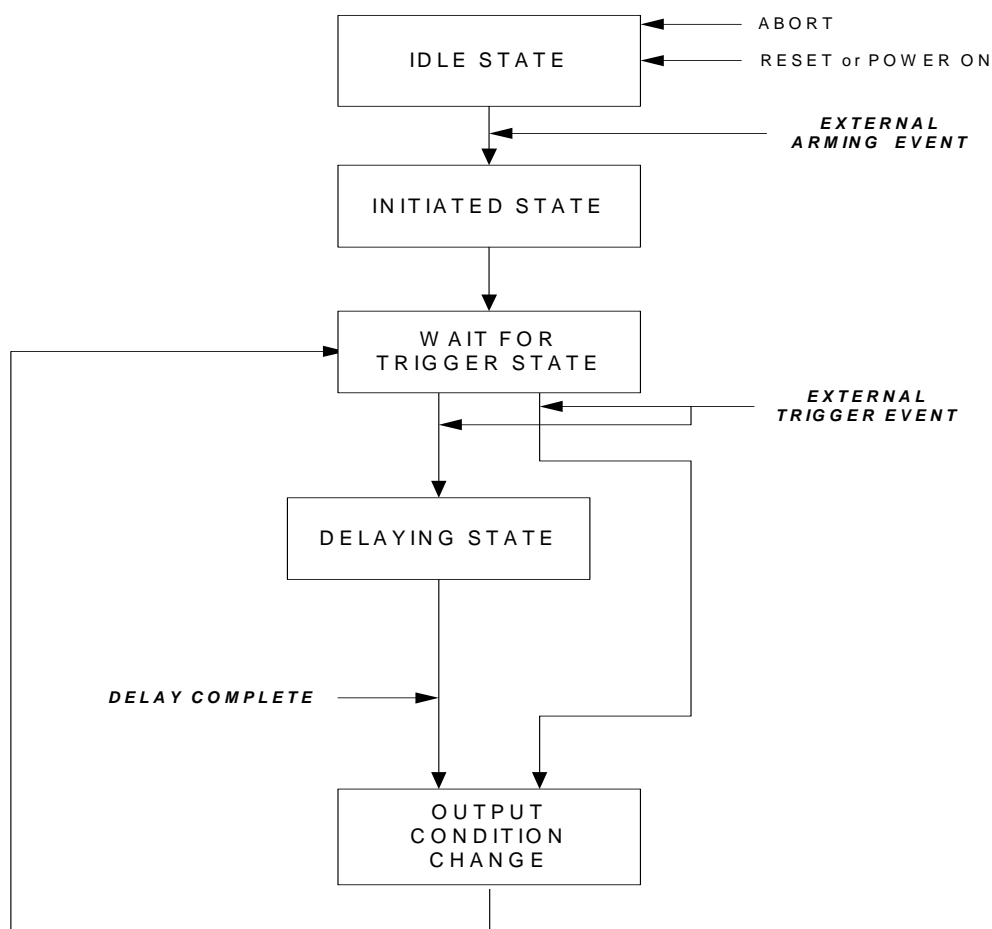 ABORT
IDLE STATE
RESET or POWER ON
EXTERNAL
ARMING EVENT
INITIATED STATE
WAIT FOR
TRIGGER STATE
EXTERNAL
TRIGGER EVENT
DELAYING STATE
DELAY COMPLETE
OUTPUT
CONDITION
CHANGE